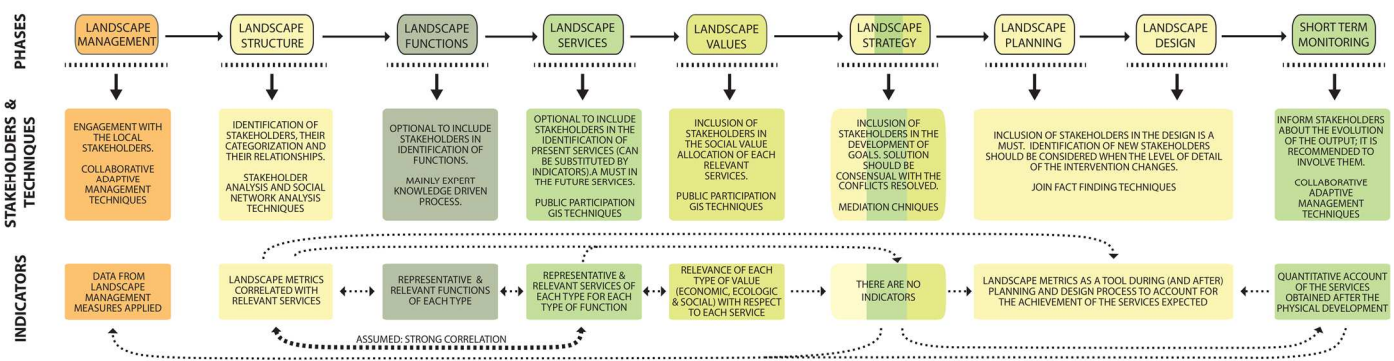 PHASES
LANDSCAPE
MANAGEMENT
LANDSCAPE
STRUCTURE
LANDSCAPE
FUNCTIONS
LANDSCAPE
SERVICES
LANDSCAPE
VALUES
LANDSCAPE
STRATEGY
LANDSCAPE
PLANNING
LANDSCAPE
DESIGN
SHORT TERM
MONITORING
STAKEHOLDERS &
TECHNIQUES
ENGAGEMENT WITH
THE LOCAL
STAKEHOLDERS.
COLLABORATIVE
ADAPTIVE
MANAGEMENT
TECHNIQUES
IDENTIFICATION OF
STAKEHOLDERS, THEIR
CATEGORIZATION
AND THEIR
RELATIONSHIPS.
STAKEHOLDER
ANALYSIS AND SOCIAL
NETWORK ANALYSIS
TECHNIQUES
OPTIONAL TO INCLUDE
STAKEHOLDERS IN
IDENTIFICATION OF
FUNCTIONS.
MAINLY EXPERT
KNOWLEDGE DRIVEN
PROCESS.
OPTIONAL TO INCLUDE
STAKEHOLDERS IN THE
IDENTIFICATION OF
PRESENT SERVICES (CAN
BE SUBSTITUTED BY
INDICATORS).A MUST IN
THE FUTURE SERVICES.
PUBLIC PARTICIPATION
GIS TECHNIQUES
INCLUSION OF
STAKEHOLDERS IN
THE SOCIAL VALUE
ALLOCATION OF EACH
RELEVANT
SERVICES.
PUBLIC PARTICIPATION
GIS TECHNIQUES
INCLUSION OF
STAKEHOLDERS IN THE
DEVELOPMENT OF
GOALS. SOLUTION
SHOULD BE
CONSENSUAL WITH THE
CONFLICTS RESOLVED.
MEDIATION CHNIQUES
INCLUSION OF STAKEHOLDERS IN THE DESIGN IS A
MUST. IDENTIFICATION OF NEW STAKEHOLDERS
SHOULD BE CONSIDERED WHEN THE LEVEL OF DETAIL
OF THE INTERVENTION CHANGES.
JOIN FACT FINDING TECHNIQUES
INFORM STAKEHOLDERS
ABOUT THE EVOLUTION
OF THE OUTPUT; IT IS
RECOMMENDED TO
INVOLVE THEM.
COLLABORATIVE
ADAPTIVE
MANAGEMENT
TECHNIQUES
INDICATORS
DATA FROM
LANDSCAPE
MANAGEMENT
MEASURES APPLIED
LANDSCAPE METRICS
CORRELATED WITH
RELEVANT SERVICES
REPRESENTATIVE &
RELEVANT FUNCTIONS
OF EACH TYPE
REPRESENTATIVE &
RELEVANT SERVICES OF
EACH TYPE FOR EACH
TYPE OF FUNCTION
RELEVANCE OF EACH
TYPE OF VALUE
(ECONOMIC, ECOLOGIC
& SOCIAL) WITH RESPECT
TO EACH SERVICE
THERE ARE NO
INDICATORS
LANDSCAPE METRICS AS A TOOL DURING (AND AFTER)
PLANNING AND DESIGN PROCESS TO ACCOUNT FOR
THE ACHIEVEMENT OF THE SERVICES EXPECTED
QUANTITATIVE ACCOUNT
OF THE SERVICES
OBTAINED AFTER THE
PHYSICAL DEVELOPMENT
ASSUMED: STRONG CORRELATION